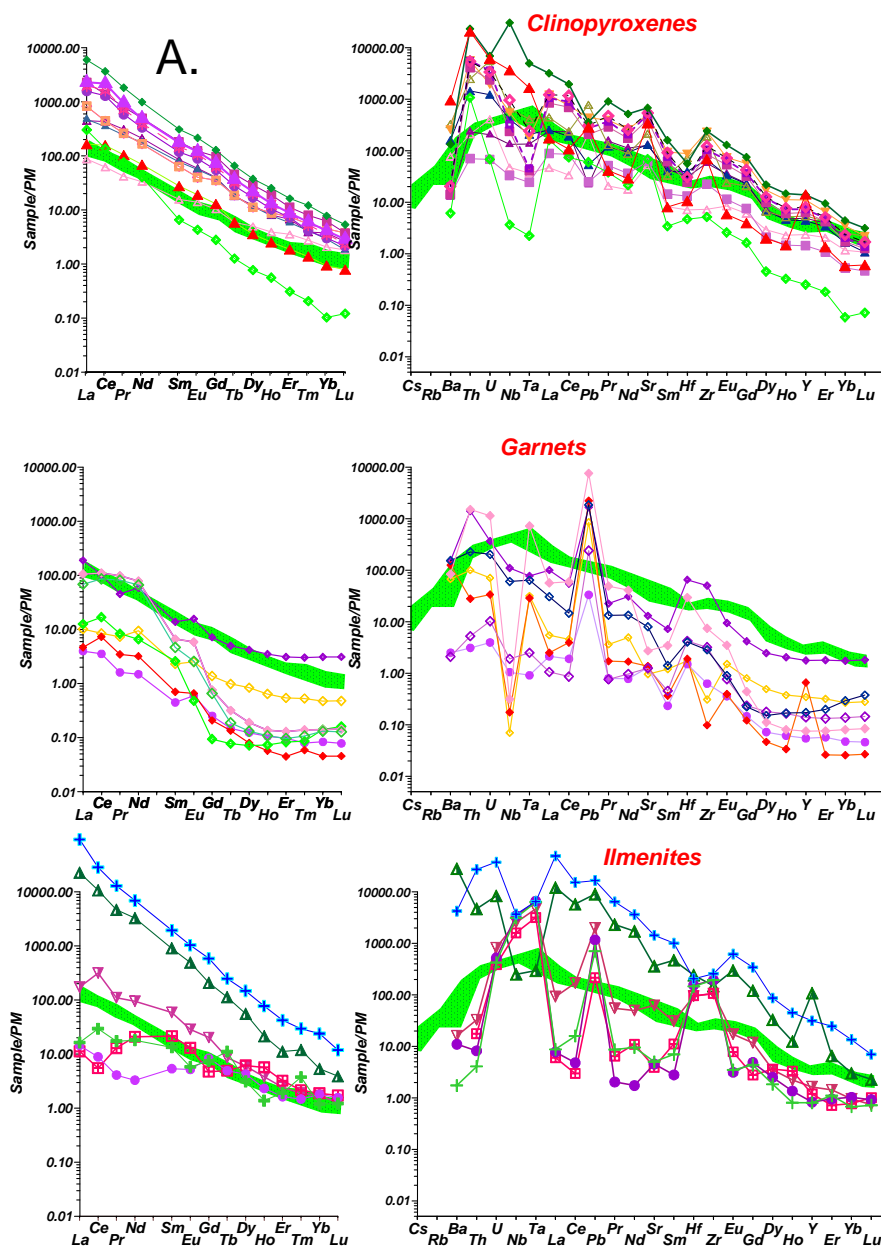 Clinopyroxenes
A.
10000.00
1000.00
100.00
10.00
1.00
0.10
0.01
Sample/PM
La Ce Pr Nd Sm Eu Gd Tb Dy Ho Er Tm Yb Lu
10000.00
1000.00
100.00
10.00
1.00
0.10
0.01
Sample/PM
Cs Rb Ba Th U Nb Ta La Ce Pb Pr Nd Sr Sm Hf Zr Eu Gd Dy Ho Y Er Yb Lu
Garnets
10000.00
1000.00
100.00
10.00
1.00
0.10
0.01
Sample/PM
La Ce Pr Nd Sm Eu Gd Tb Dy Ho Er Tm Yb Lu
10000.00
1000.00
100.00
10.00
1.00
0.10
0.01
Sample/PM
Cs Rb Ba Th U Nb Ta La Ce Pb Pr Nd Sr Sm Hf Zr Eu Gd Dy Ho Y Er Yb Lu
Ilmenites
10000.00
1000.00
100.00
10.00
1.00
0.10
0.01
Sample/PM
La Ce Pr Nd Sm Eu Gd Tb Dy Ho Er Tm Yb Lu
10000.00
1000.00
100.00
10.00
1.00
0.10
0.01
Sample/PM
Cs Rb Ba Th U Nb Ta La Ce Pb Pr Nd Sr Sm Hf Zr Eu Gd Dy Ho Y Er Yb Lu